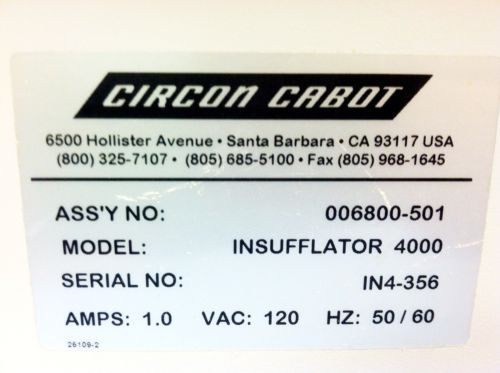 CIRCON CABOT
6500 Hollister Avenue • Santa Barbara • CA 93117 USA
(800) 325-7107 • (805) 685-5100 • Fax (805) 968-1645
ASS'Y NO: 006800-501
MODEL: INSUFFLATOR 4000
SERIAL NO: IN4-356
AMPS: 1.0 VAC: 120 HZ: 50 / 60
26109-2